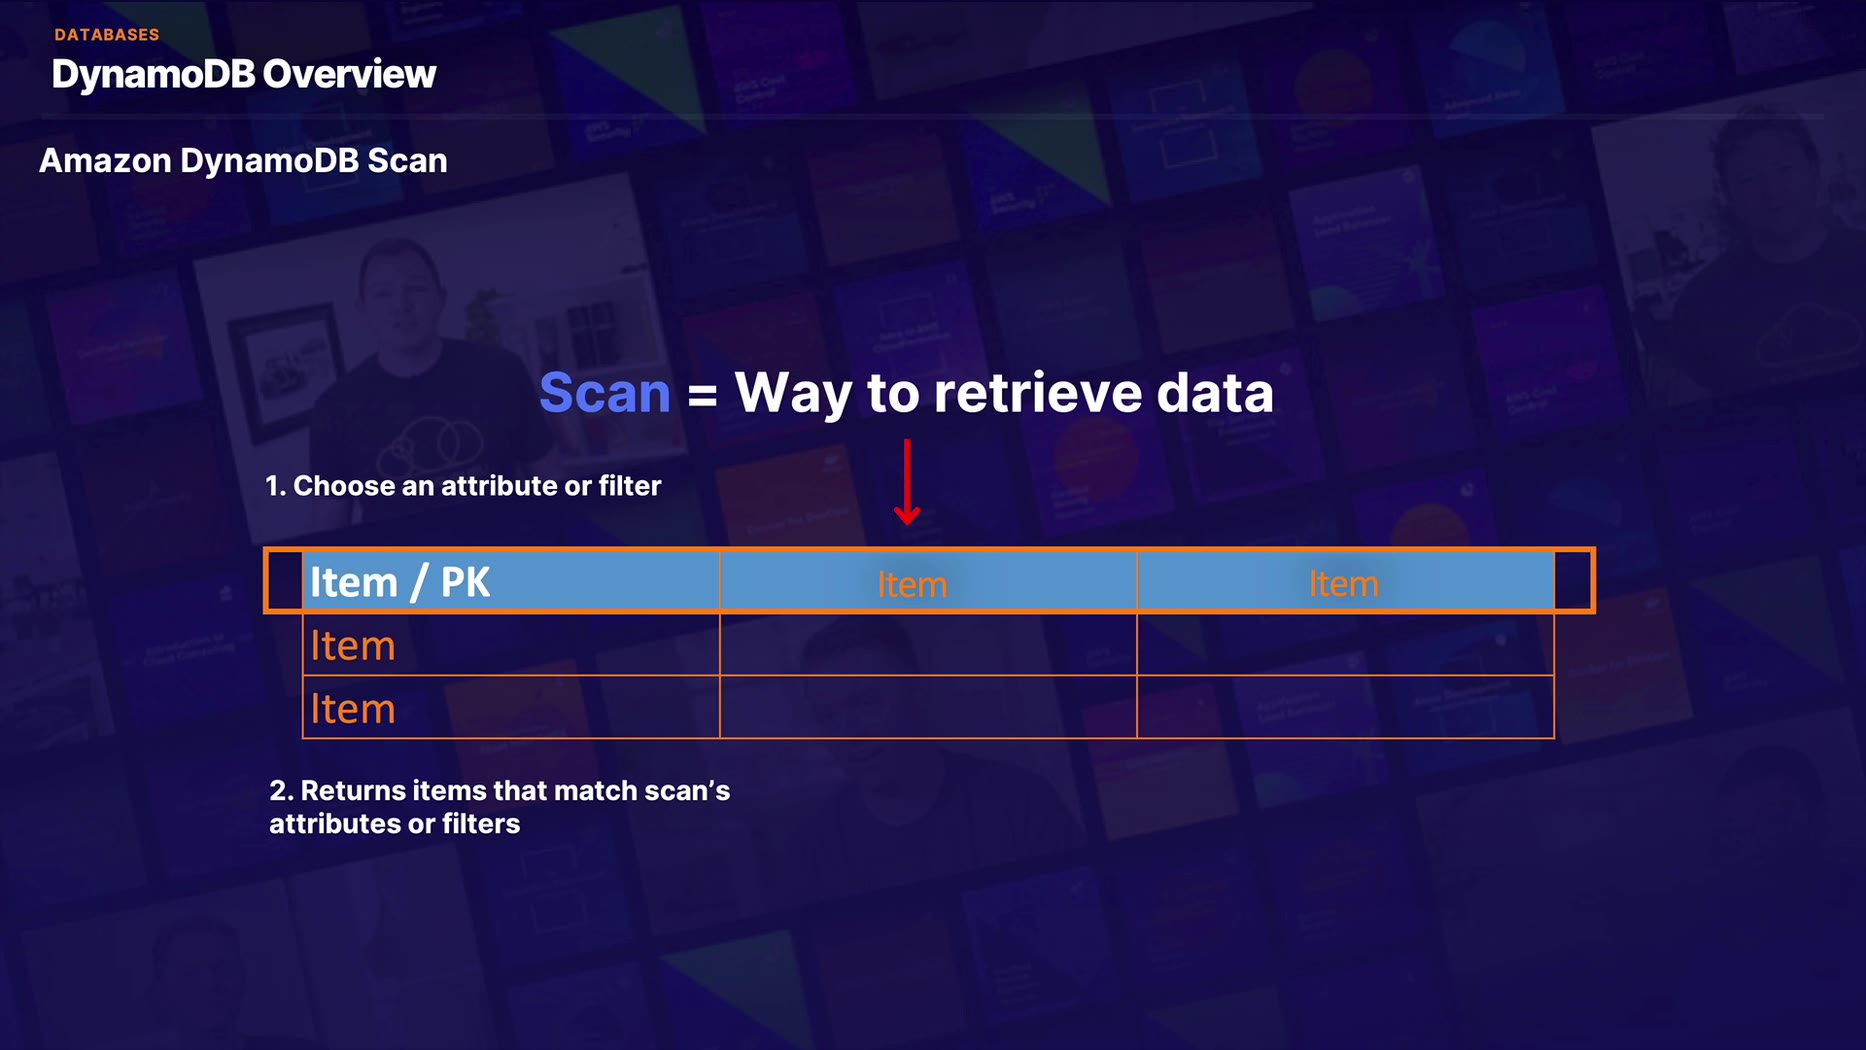 DATABASES
DynamoDB Overview
Amazon DynamoDB Scan
Scan = Way to retrieve data
1. Choose an attribute or filter
Item / PK Item Item
Item
Item
2. Returns items that match scan’s
attributes or filters